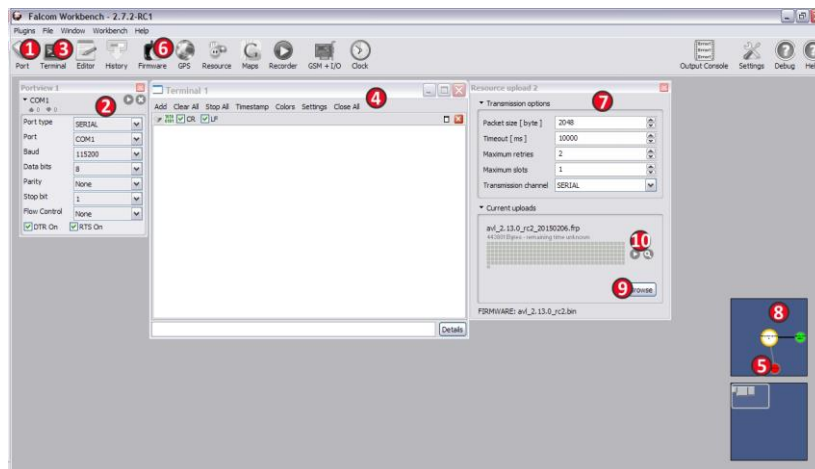 Falcom Workbench - 2.7.2-RC1
Plugins File Window Workbench Help
1 3 6
Port Terminal Editor History Firmware GPS Resource Maps Recorder GSM + I/O Clock
Output Console Settings Debug
Portview 1
COM1
0 0
2
Port type SERIAL
Port COM1
Baud 115200
Data bits 8
Parity None
Stop bit 1
Flow Control None
DTR On RTS On
Terminal 1
4
Add Clear All Stop All Timestamp Colors Settings Close All
CR LF
Details
Resource upload 2
7
Transmission options
Packet size [ byte ] 2048
Timeout [ ms ] 10000
Maximum retries 2
Maximum slots 1
Transmission channel SERIAL
Current uploads
avl_2.13.0_rc2_20150206.frp
remaining time unknown
10
9
rowse
FIRMWARE: avl_2.13.0_rc2.bin
8
5